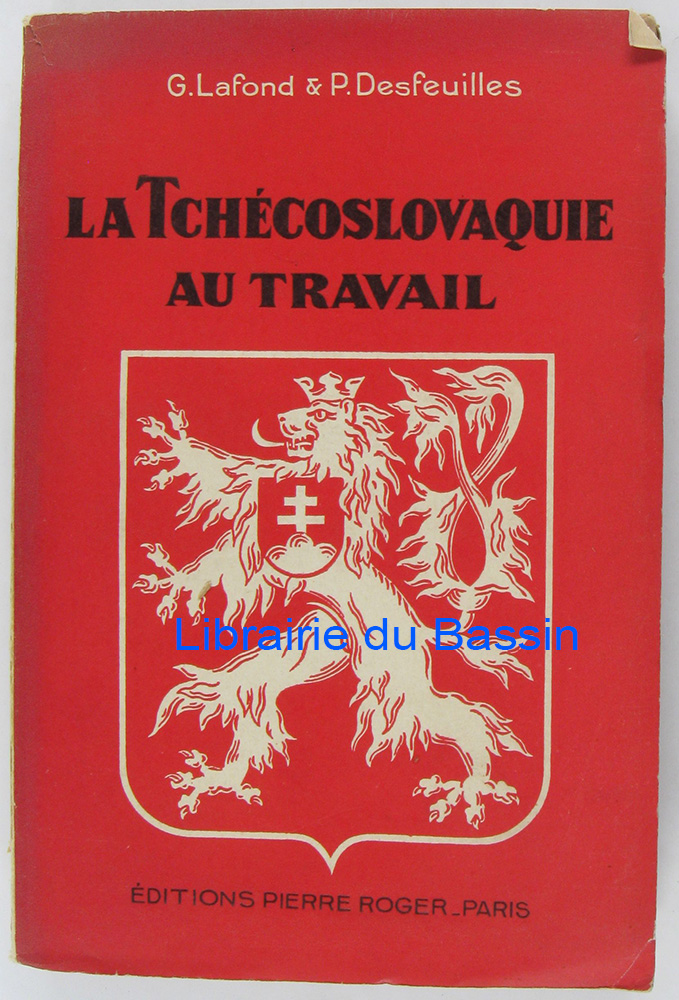 G.Lafond & P.Desfeuilles
LA TCHÉCOSLOVAQUIE
AU TRAVAIL
Librairie du Bassin
ÉDITIONS PIERRE ROGER_PARIS